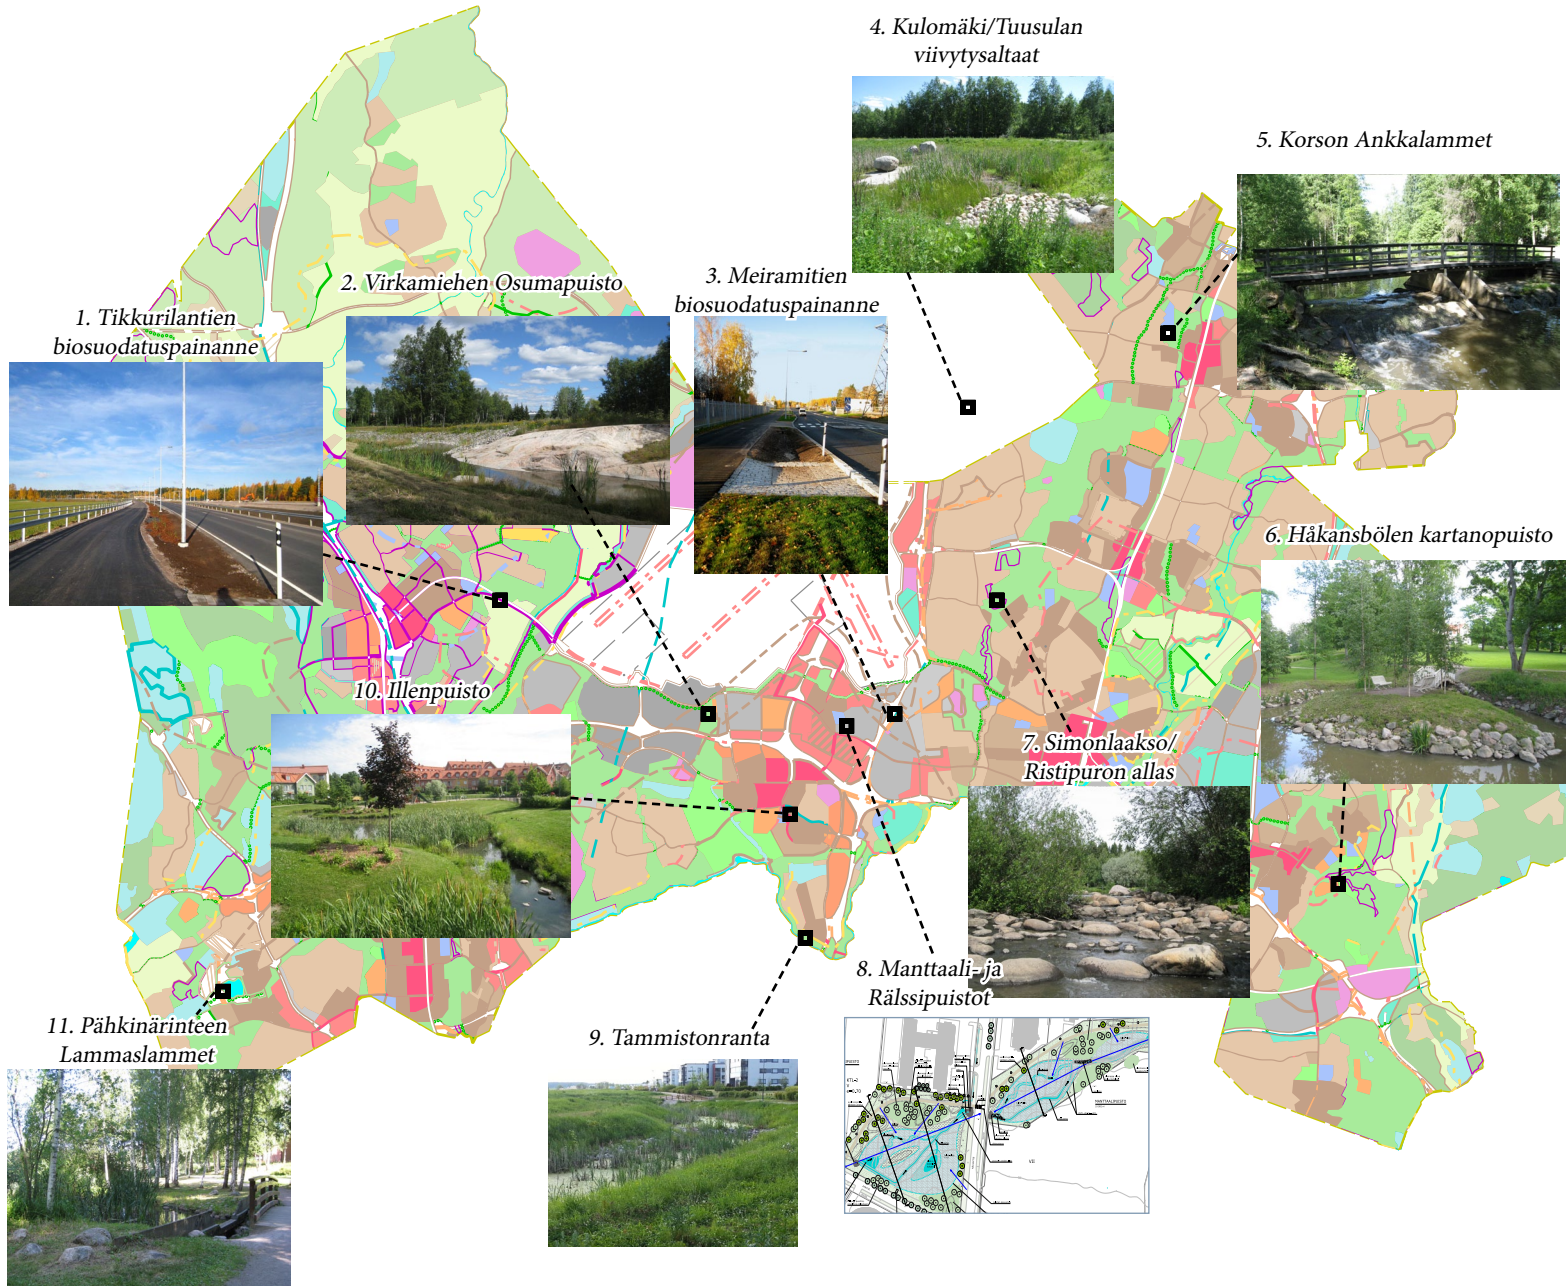 4. Kulomäki/Tuusulan
viivytysaltaat
5. Korson Ankkalammet
3. Meiramitien
biosuodatuspainanne
2. Virkamiehen Osumapuisto
1. Tikkurilantien
biosuodatuspainanne
6. Håkansbölen kartanopuisto
10. Illenpuisto
7. Simonlaakso/
Ristipuron allas
8. Manttaali- ja
Rälssipuistot
11. Pähkinärinteen
Lammaslammet
9. Tammistonranta
MANTTAALIPUISTO